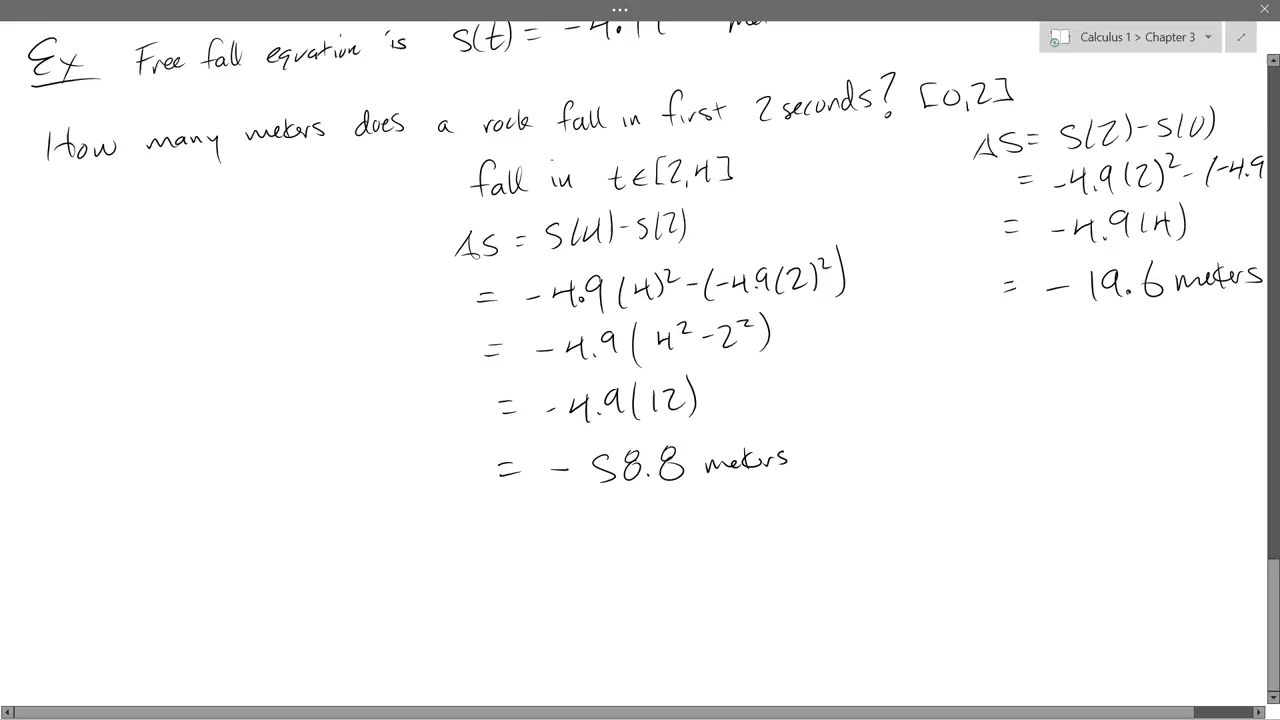 Calculus 1 > Chapter 3
Ex Free fall equation is S(t) = -4.9t
How many meters does a rock fall in first 2 seconds? [0,2]
fall in t∈[2,4]
ΔS = S(4)-S(2)
= -4.9(4)²-(-4.9(2)²)
= -4.9(4²-2²)
= -4.9(12)
= -58.8 meters
ΔS = S(2)-S(0)
= -4.9(2)²-(-4.9
= -4.9(4)
= -19.6 meters